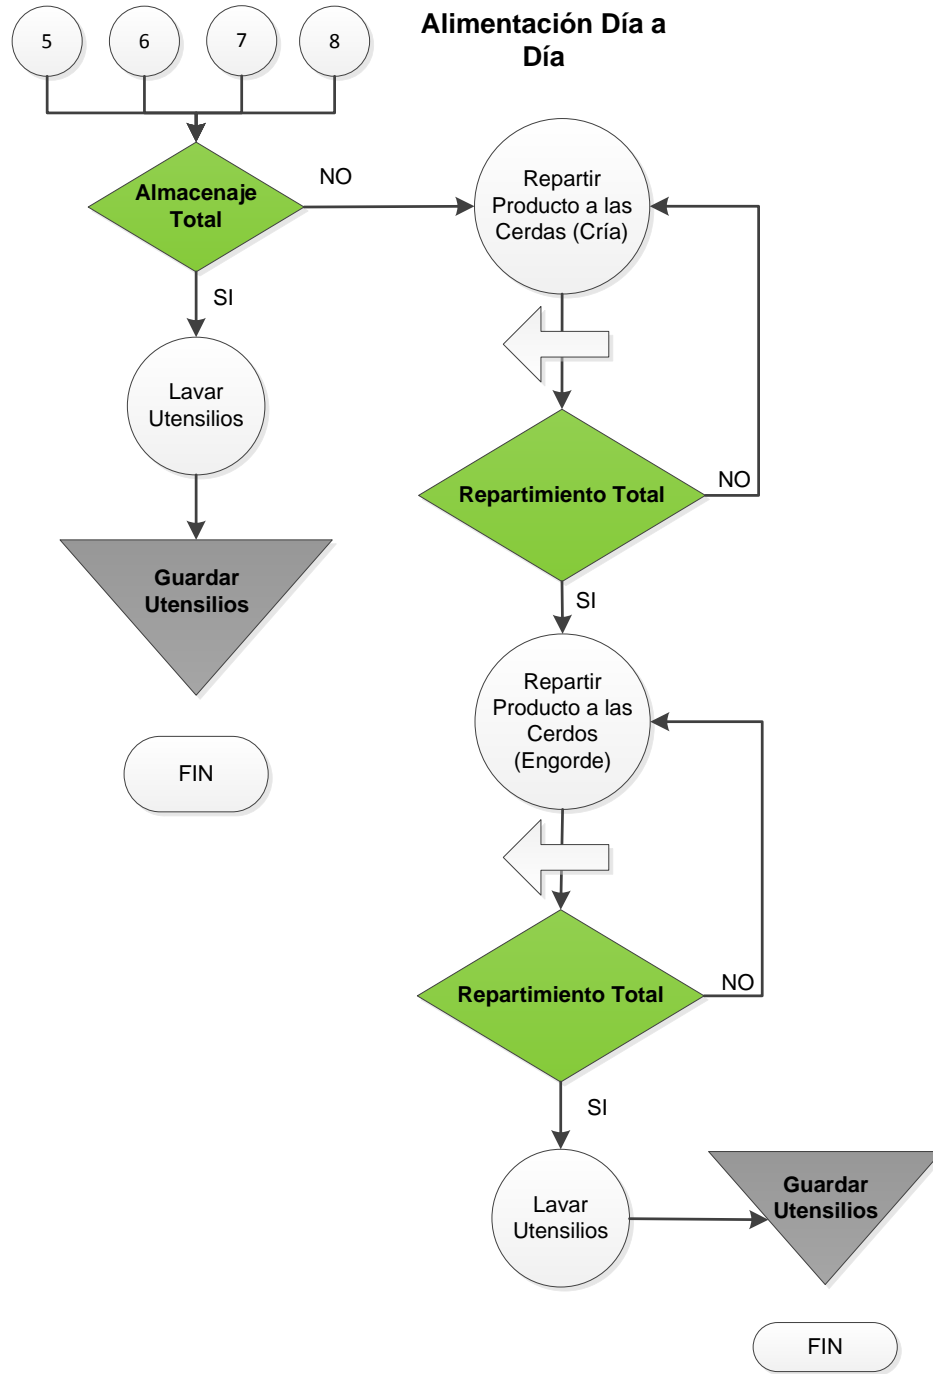 Alimentación Día a
Día
5
6
7
8
Almacenaje
Total
NO
Repartir
Producto a las
Cerdas (Cría)
SI
Lavar
Utensilios
Repartimiento Total
NO
Guardar
Utensilios
SI
Repartir
Producto a las
Cerdos
(Engorde)
FIN
Repartimiento Total
NO
SI
Lavar
Utensilios
Guardar
Utensilios
FIN